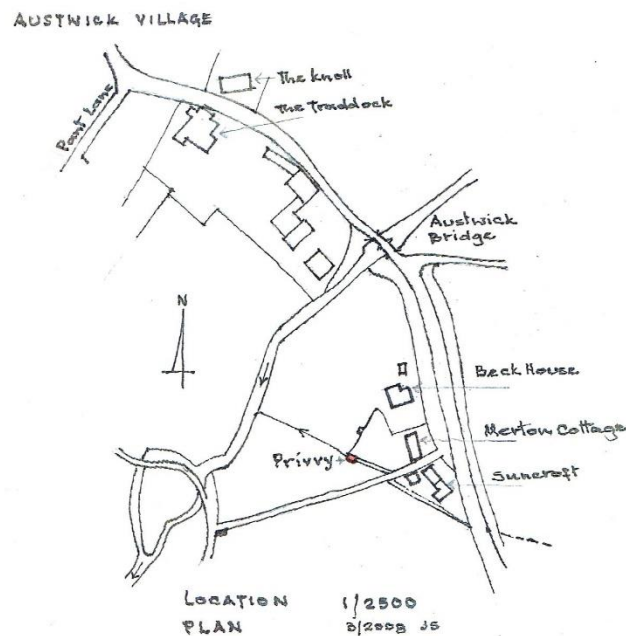 AUSTWICK VILLAGE
The Knoll
The Traddock
Pant Lane
Austwick
Bridge
N
Beck House
Merton Cottage
Privvy
Suncroft
LOCATION 1/2500
PLAN 3/2008 JS